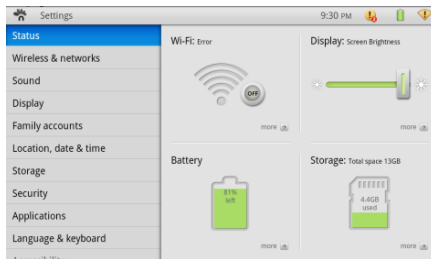 Settings
9:30 PM
Status
Wireless & networks
Sound
Display
Family accounts
Location, date & time
Storage
Security
Applications
Language & keyboard
Accessibility
Wi-Fi: Error
OFF
more
Display: Screen Brightness
more
Battery
81%
left
more
Storage: Total space 13GB
4.4GB
used
more